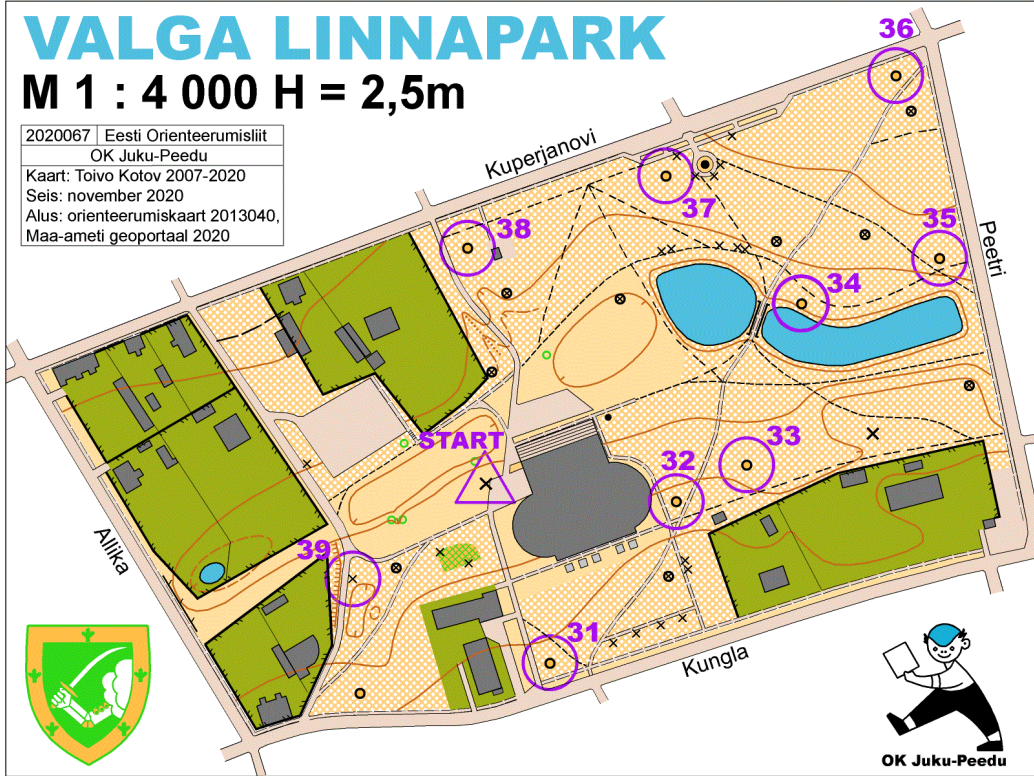 VALGA LINNAPARK
M 1 : 4 000 H = 2,5m
2020067 Eesti Orienteerumisliit
OK Juku-Peedu
Kaart: Toivo Kotov 2007-2020
Seis: november 2020
Alus: orienteerumiskaart 2013040,
Maa-ameti geoportaal 2020
36
Kuperjanovi
37
38
35
Peetri
34
START
33
32
39
Allika
31
Kungla
OK Juku-Peedu